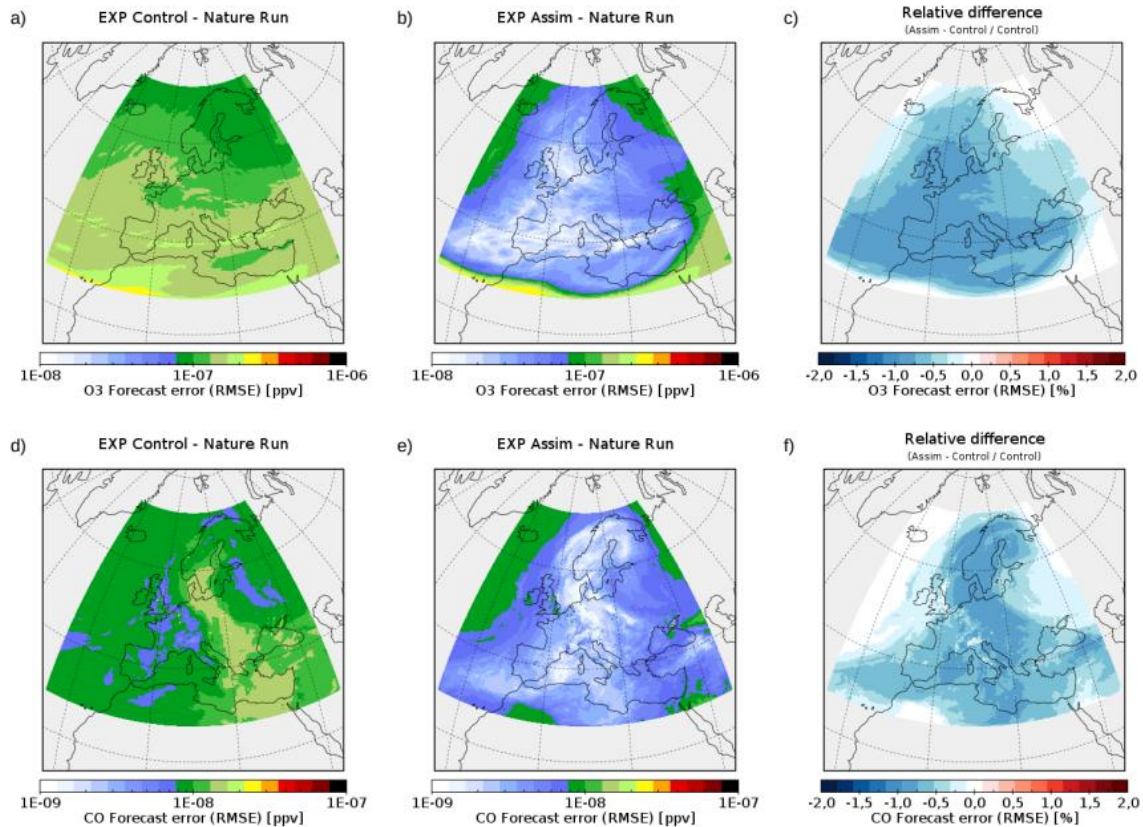 a) EXP Control - Nature Run
b) EXP Assim - Nature Run
c) Relative difference
(Assim - Control / Control)
1E-08 1E-07 1E-06
O3 Forecast error (RMSE) [ppv]
1E-08 1E-07 1E-06
O3 Forecast error (RMSE) [ppv]
-2,0 -1,5 -1,0 -0,5 0,0 0,5 1,0 1,5 2,0
O3 Forecast error (RMSE) [%]
d) EXP Control - Nature Run
e) EXP Assim - Nature Run
f) Relative difference
(Assim - Control / Control)
1E-09 1E-08 1E-07
CO Forecast error (RMSE) [ppv]
1E-09 1E-08 1E-07
CO Forecast error (RMSE) [ppv]
-2,0 -1,5 -1,0 -0,5 0,0 0,5 1,0 1,5 2,0
CO Forecast error (RMSE) [%]